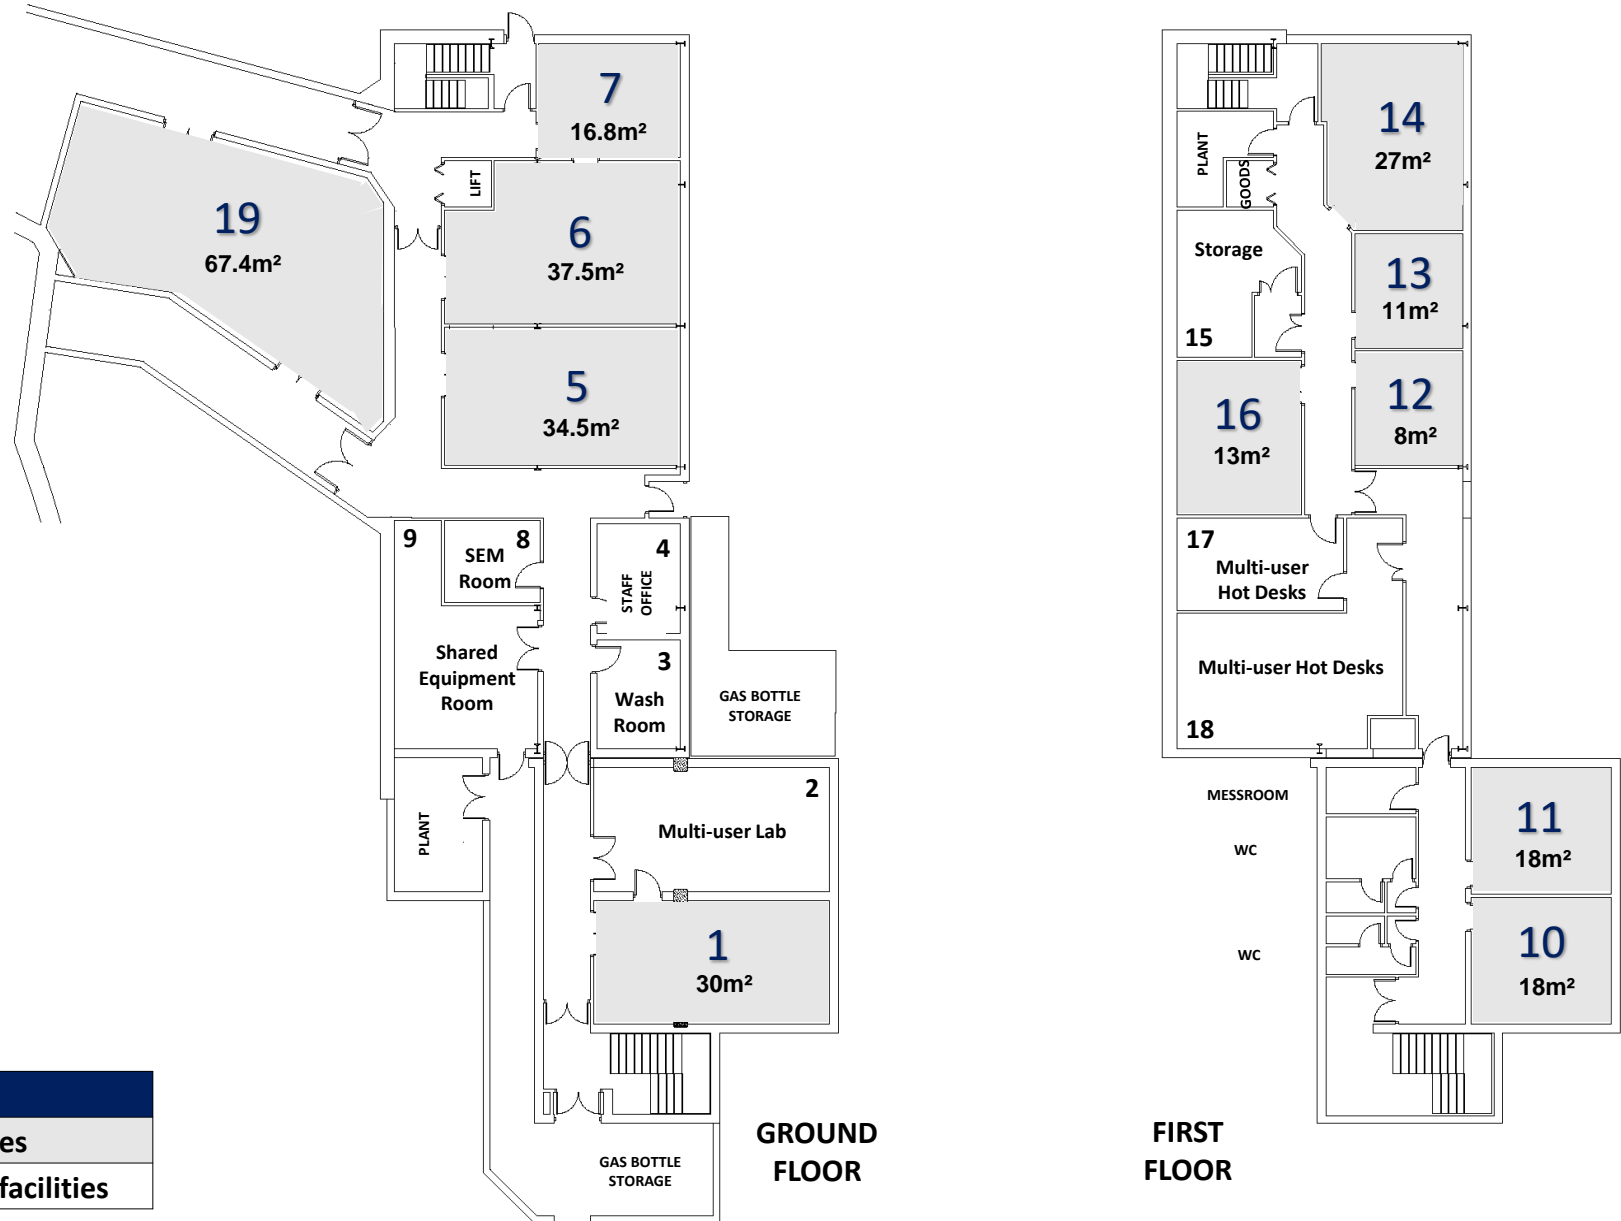 7
16.8m²
LIFT
19
67.4m²
6
37.5m²
5
34.5m²
9
8
SEM
Room
4
STAFF
OFFICE
Shared
Equipment
Room
3
Wash
Room
GAS BOTTLE
STORAGE
2
Multi-user Lab
PLANT
1
30m²
GAS BOTTLE
STORAGE
GROUND
FLOOR
14
27m²
PLANT
GOODS
Storage
15
13
11m²
12
8m²
16
13m²
17
Multi-user
Hot Desks
Multi-user Hot Desks
18
MESSROOM
WC
WC
11
18m²
10
18m²
FIRST
FLOOR
es
facilities